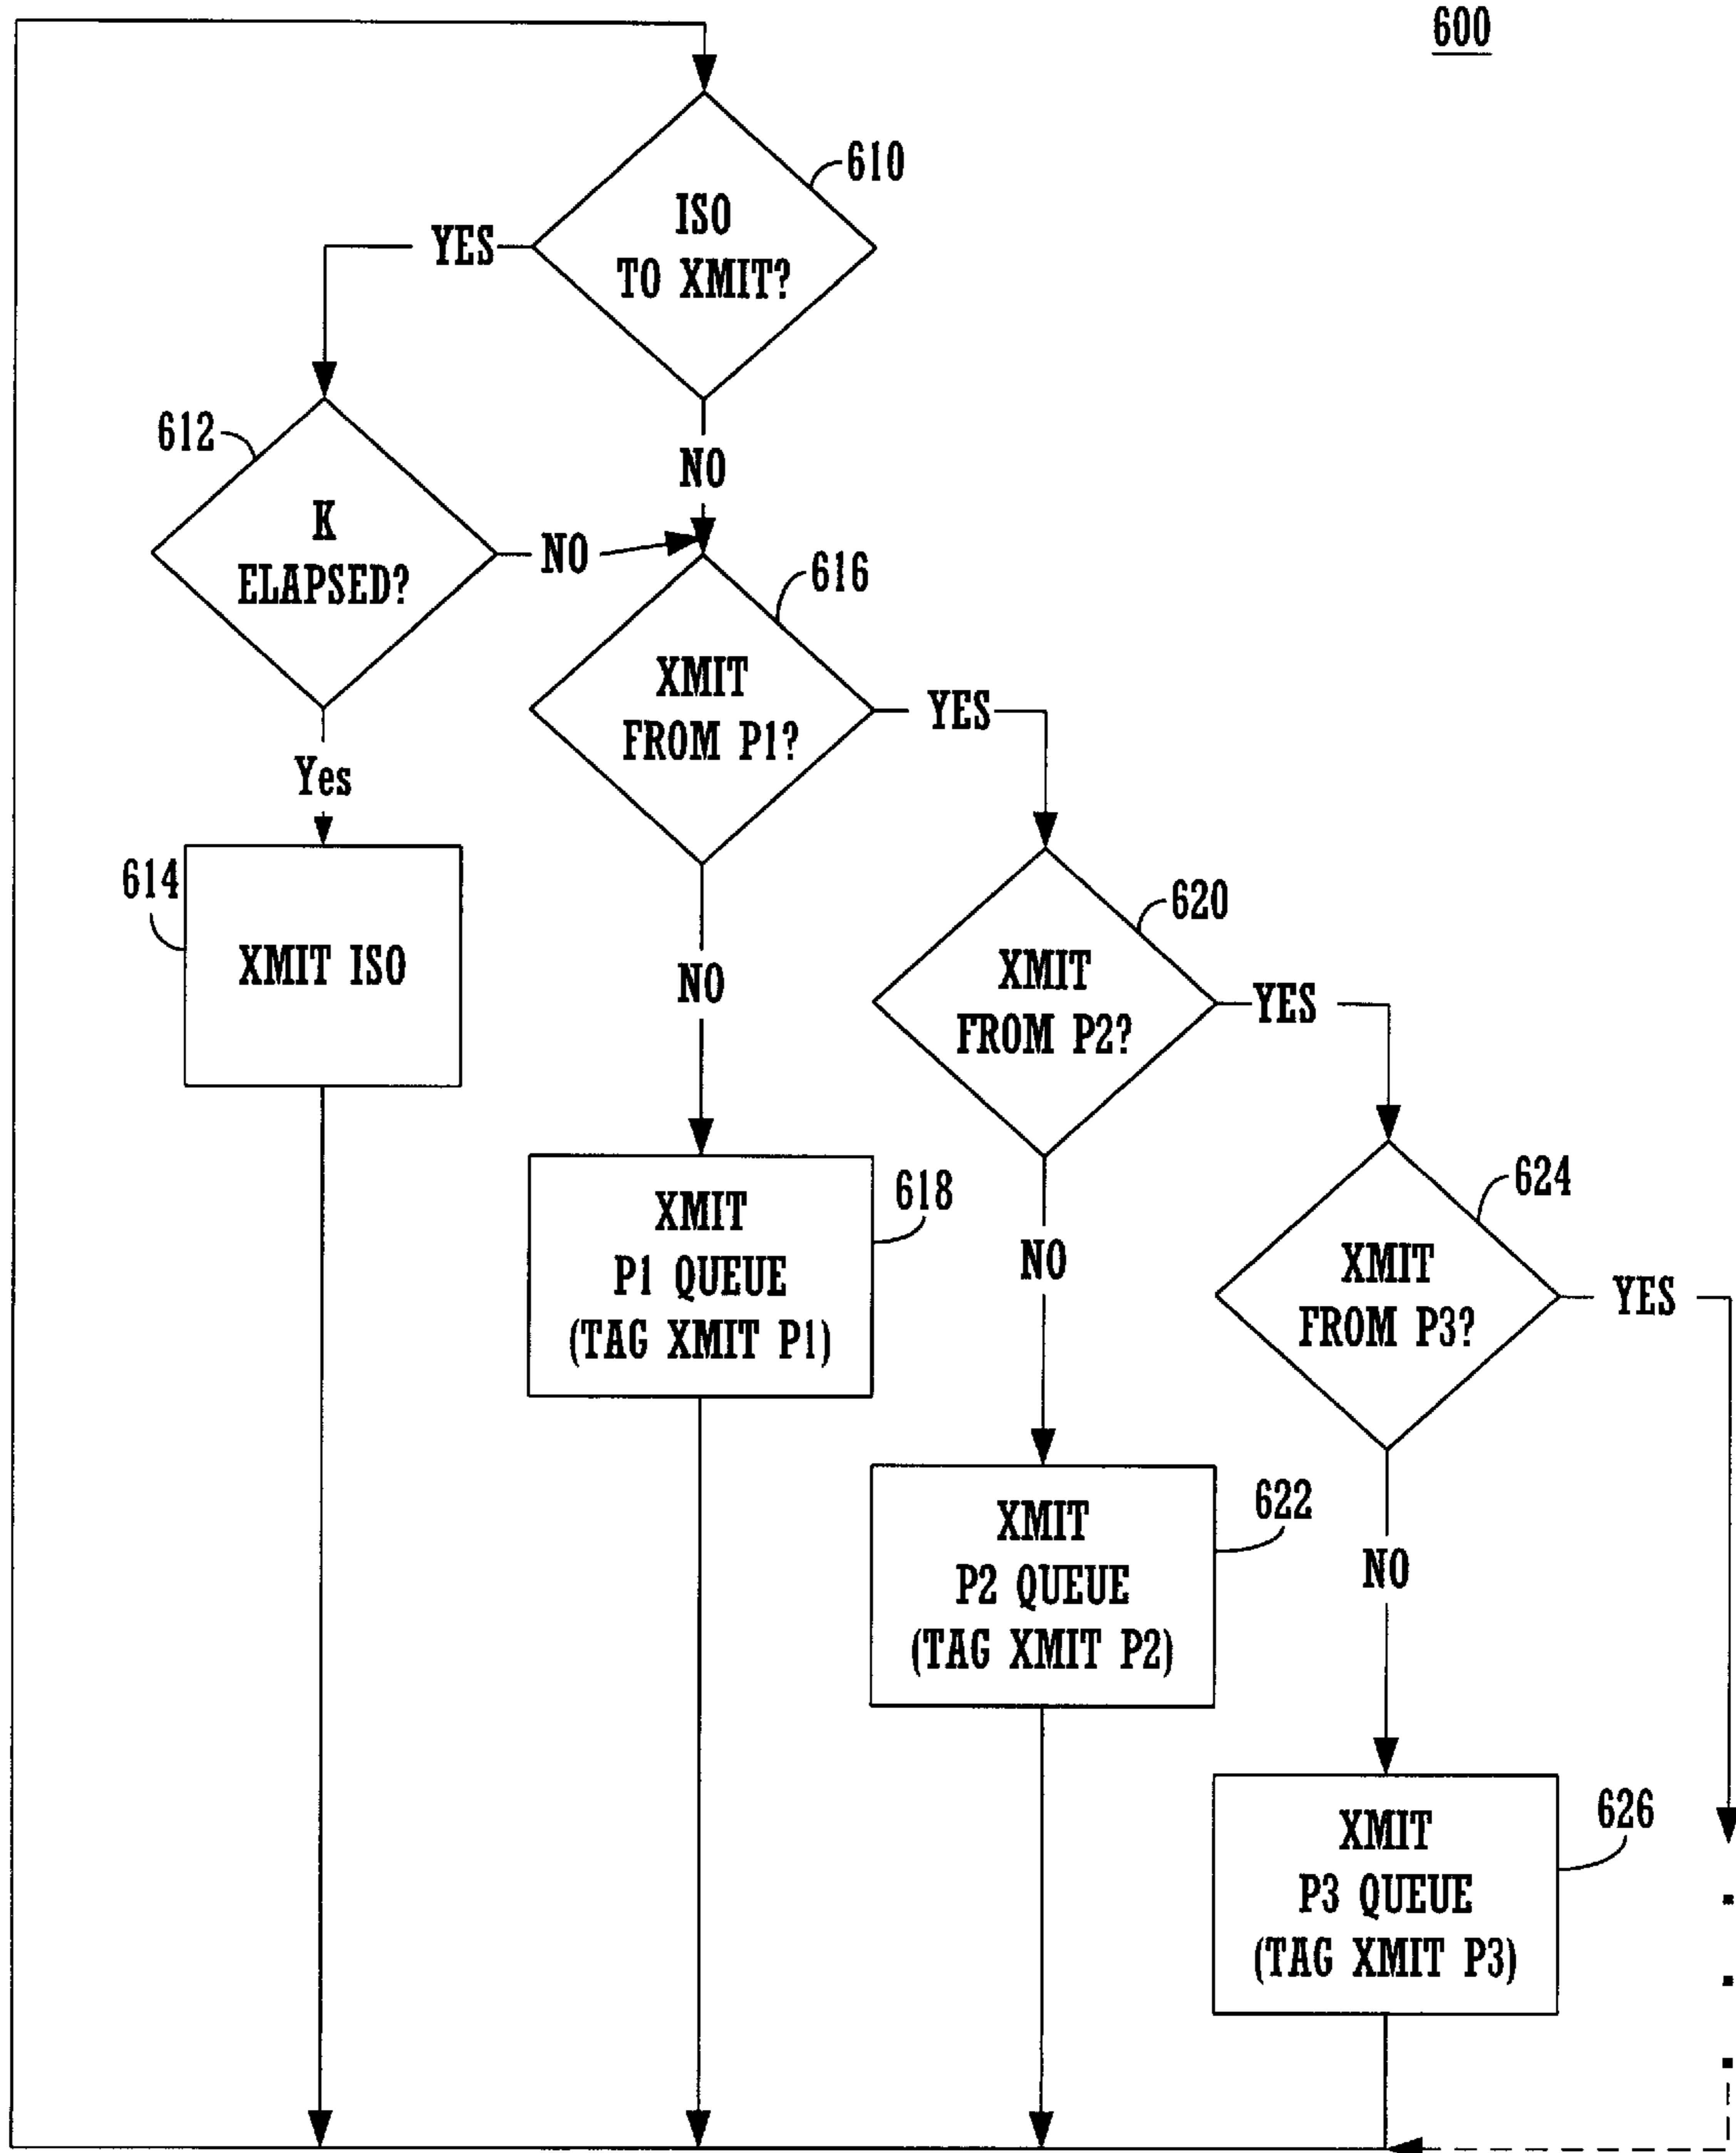 600
610
ISO
TO XMIT?
YES
612
NO
K
ELAPSED?
NO
616
XMIT
FROM P1?
YES
Yes
614
XMIT ISO
NO
620
XMIT
FROM P2?
YES
XMIT
P1 QUEUE
(TAG XMIT P1)
618
NO
624
XMIT
FROM P3?
YES
XMIT
P2 QUEUE
(TAG XMIT P2)
622
NO
XMIT
P3 QUEUE
(TAG XMIT P3)
626